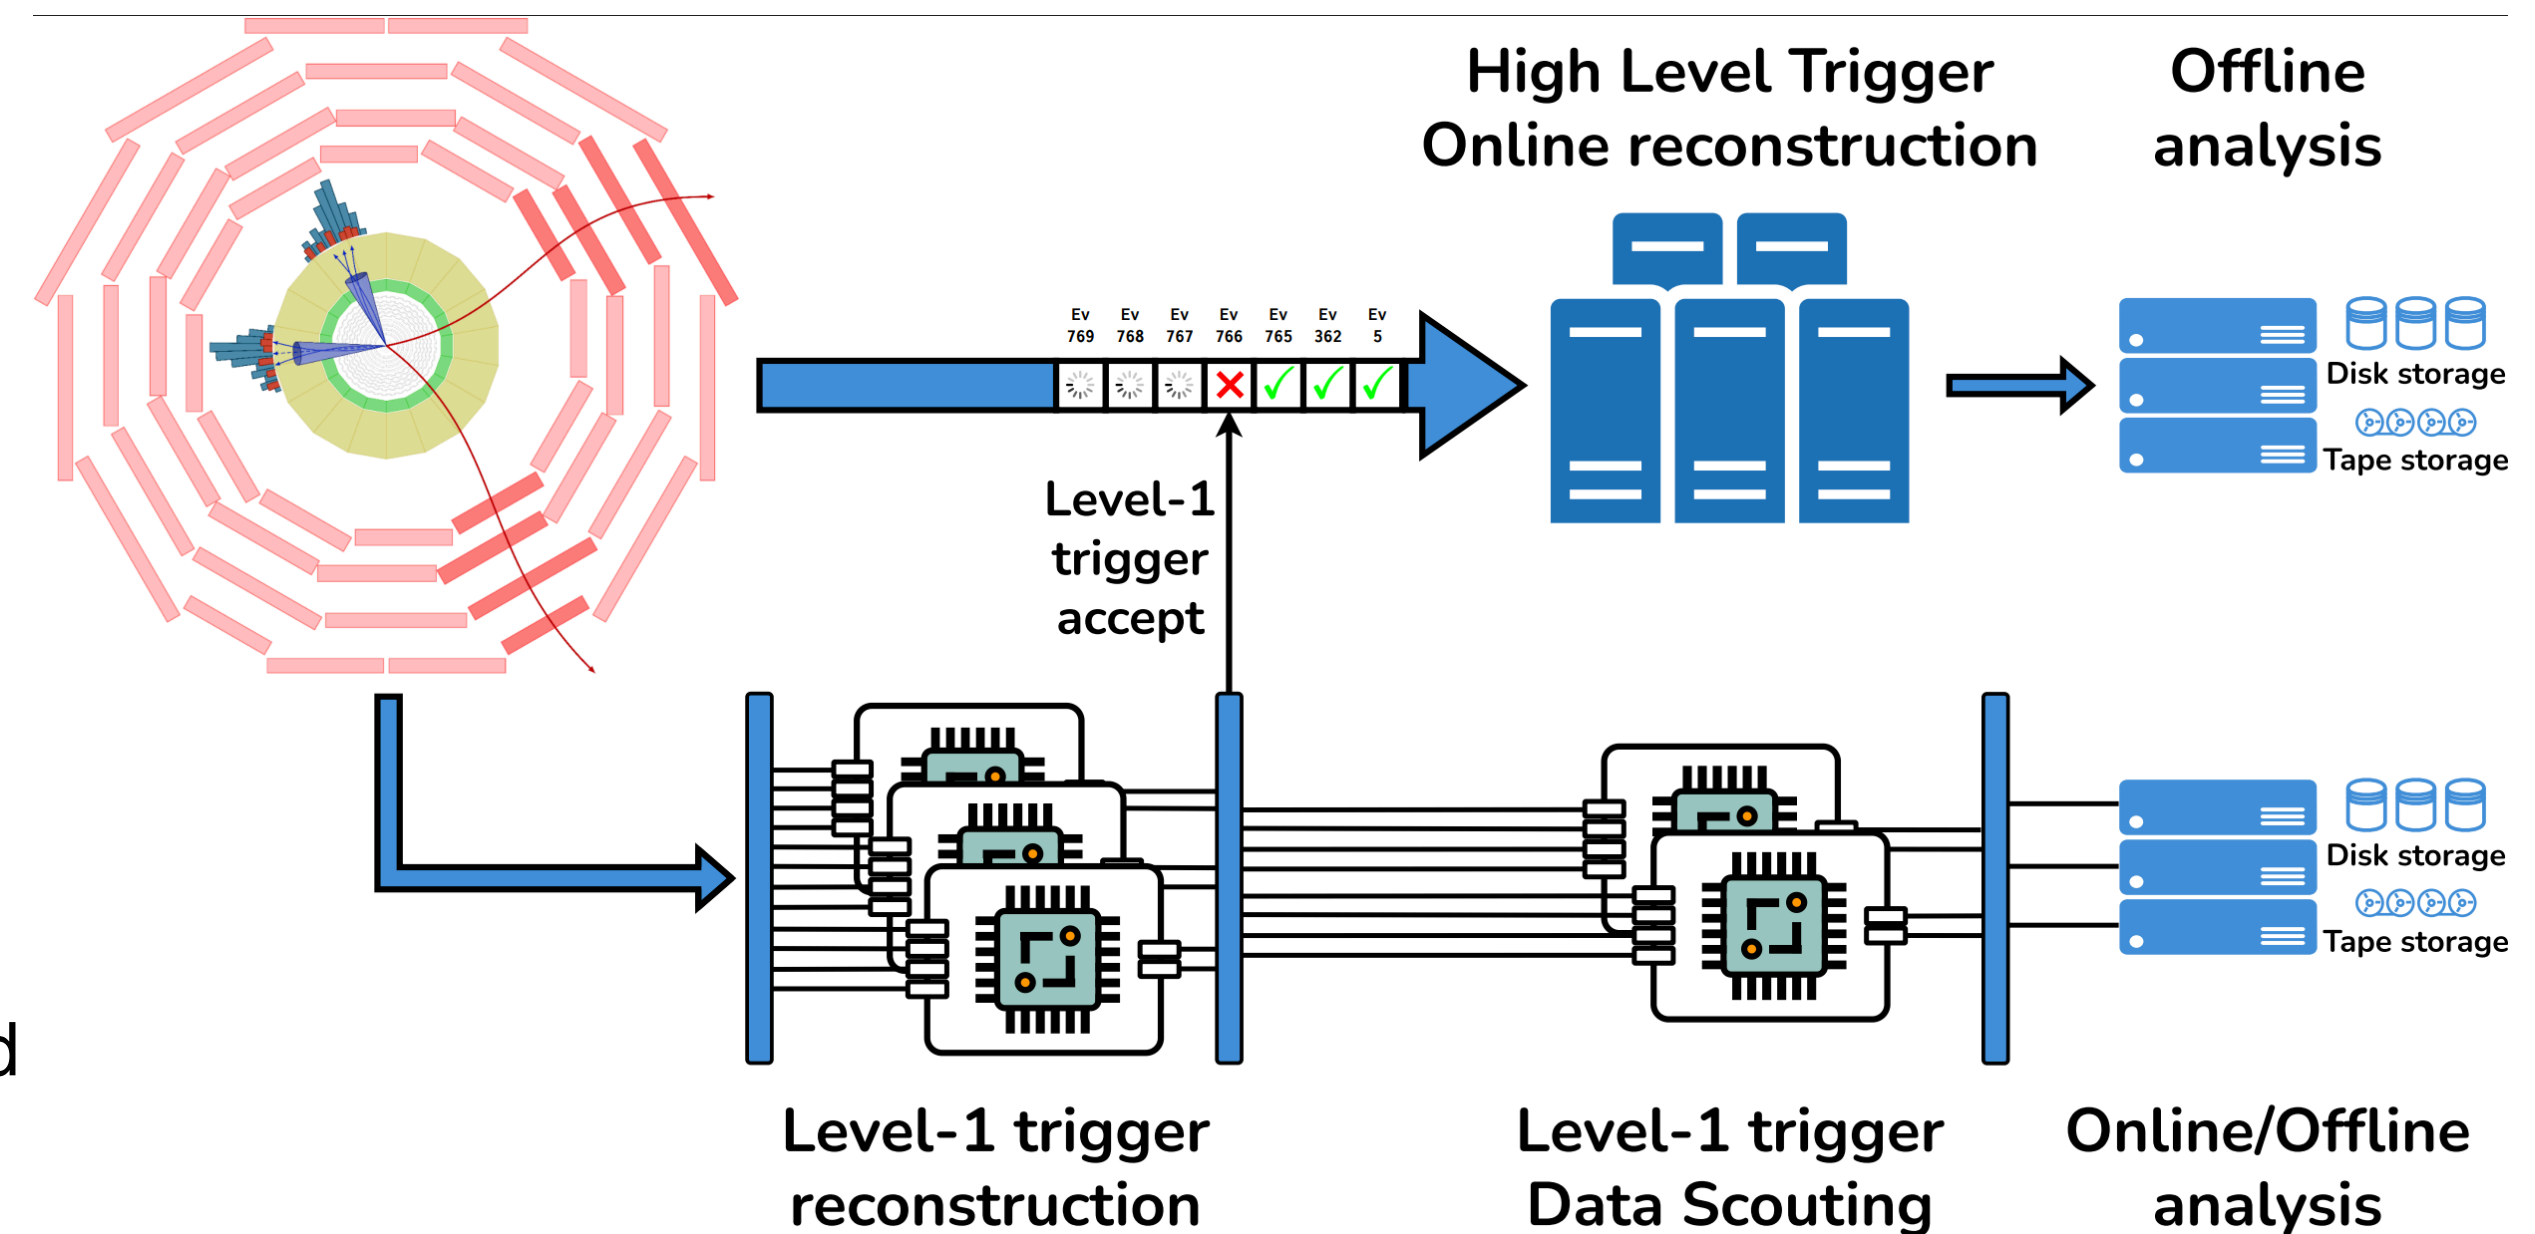 High Level Trigger
Online reconstruction
Offline
analysis
Ev
769
Ev
768
Ev
767
Ev
766
Ev
765
Ev
362
Ev
5
Disk storage
Tape storage
Level-1
trigger
accept
Disk storage
Tape storage
d
Level-1 trigger
reconstruction
Level-1 trigger
Data Scouting
Online/Offline
analysis